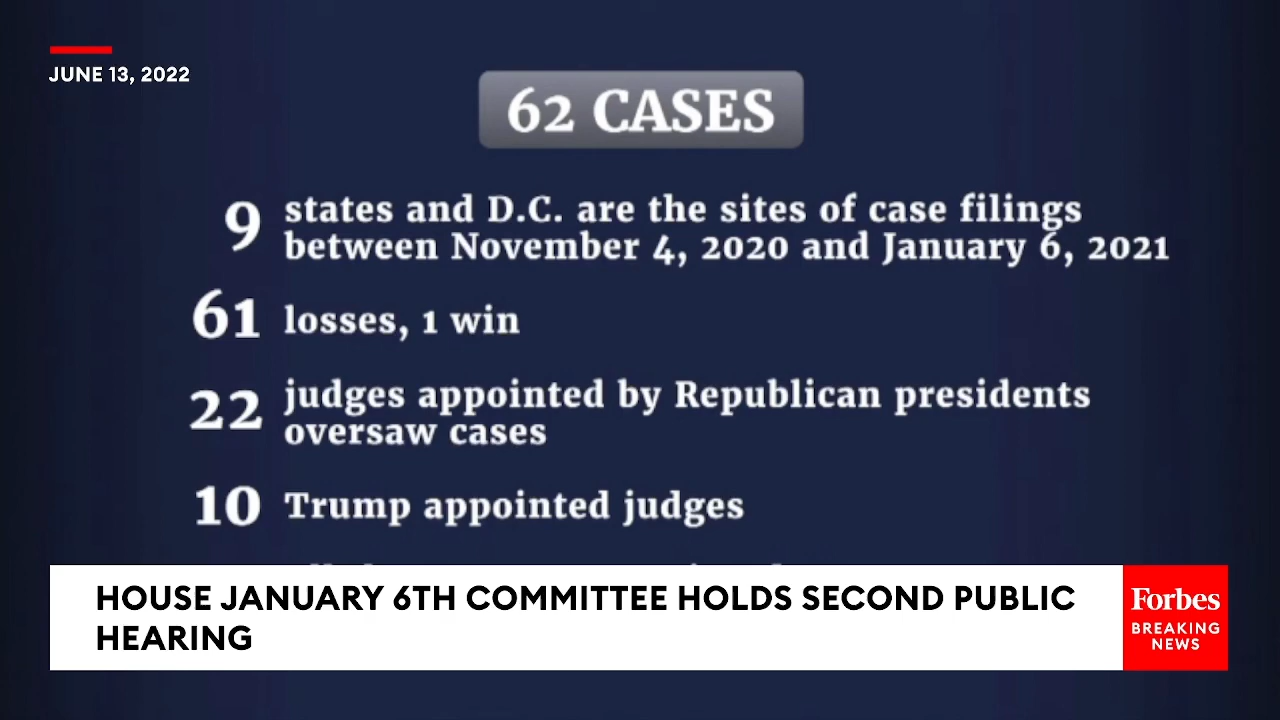 JUNE 13, 2022
62 CASES
9 states and D.C. are the sites of case filings
between November 4, 2020 and January 6, 2021
61 losses, 1 win
22 judges appointed by Republican presidents
oversaw cases
10 Trump appointed judges
HOUSE JANUARY 6TH COMMITTEE HOLDS SECOND PUBLIC
HEARING
Forbes
BREAKING
NEWS